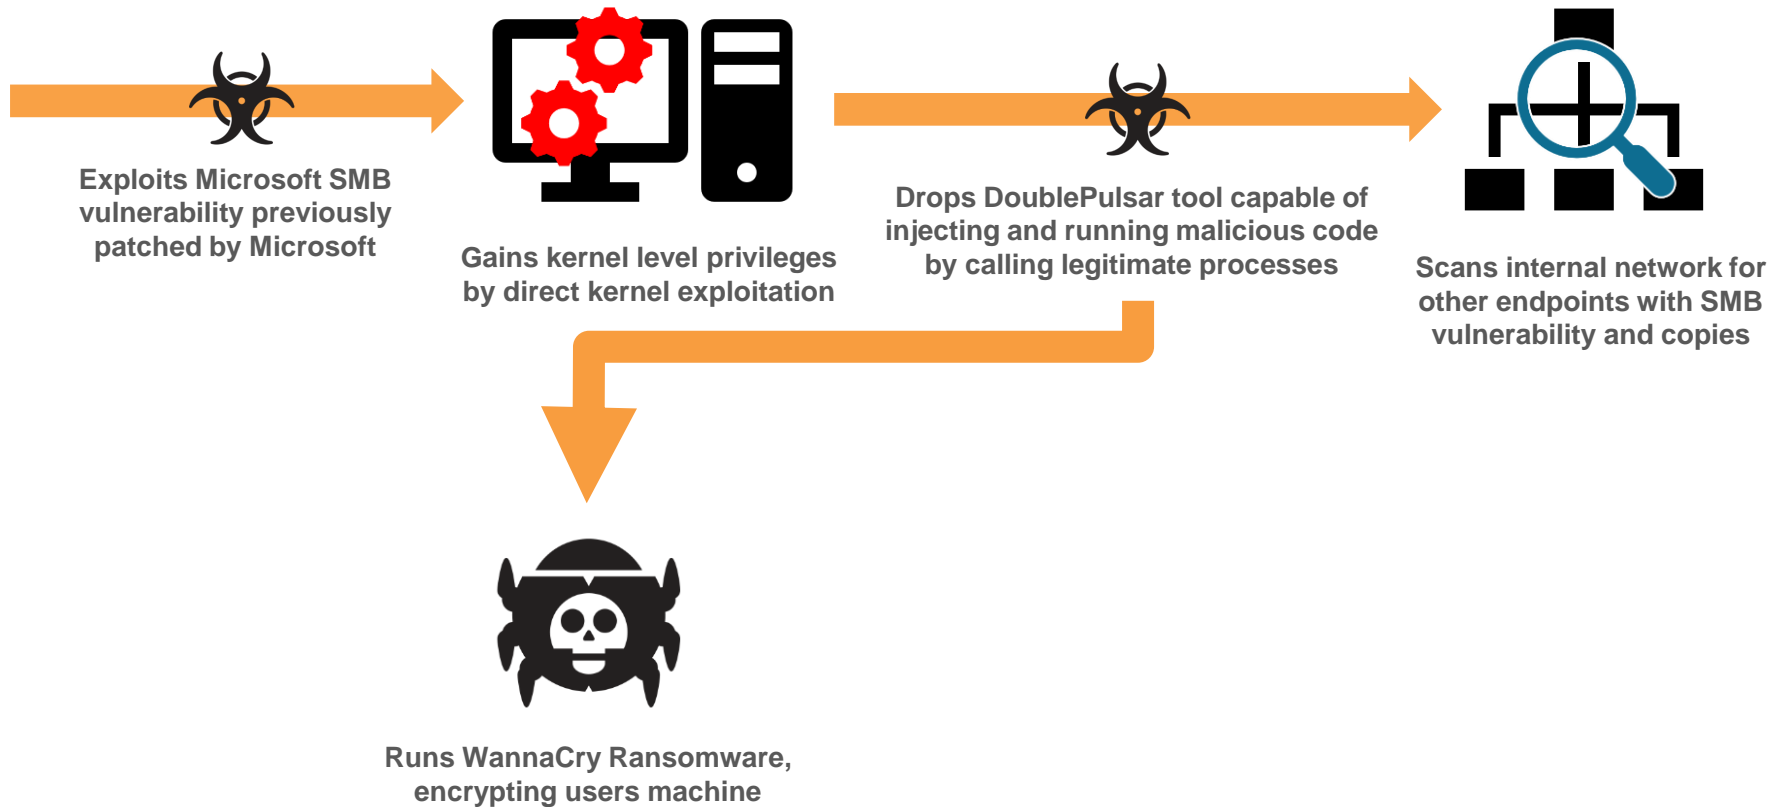 Exploits Microsoft SMB
vulnerability previously
patched by Microsoft
Gains kernel level privileges
by direct kernel exploitation
Drops DoublePulsar tool capable of
injecting and running malicious code
by calling legitimate processes
Scans internal network for
other endpoints with SMB
vulnerability and copies
Runs WannaCry Ransomware,
encrypting users machine